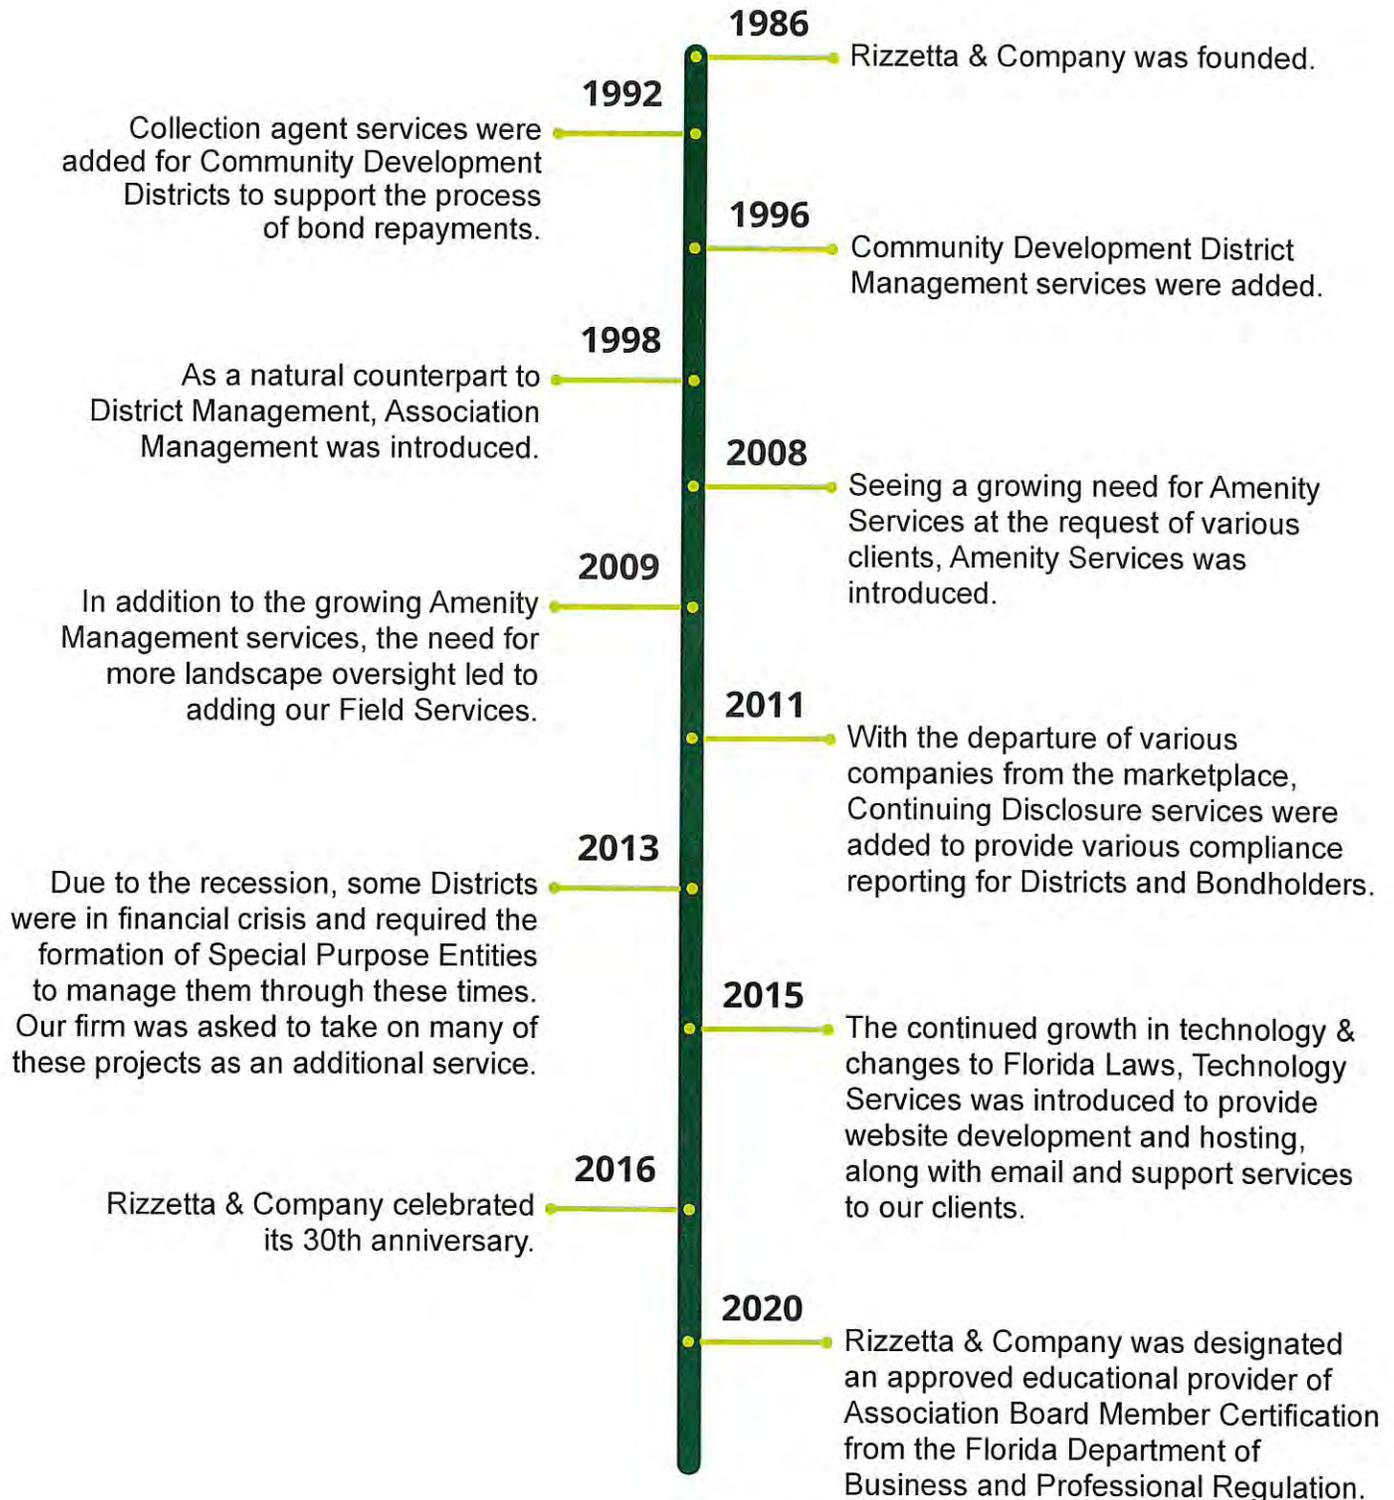 1986
Rizzetta & Company was founded.
1992
Collection agent services were
added for Community Development
Districts to support the process
of bond repayments.
1996
Community Development District
Management services were added.
1998
As a natural counterpart to
District Management, Association
Management was introduced.
2008
Seeing a growing need for Amenity
Services at the request of various
clients, Amenity Services was
introduced.
2009
In addition to the growing Amenity
Management services, the need for
more landscape oversight led to
adding our Field Services.
2011
With the departure of various
companies from the marketplace,
Continuing Disclosure services were
added to provide various compliance
reporting for Districts and Bondholders.
2013
Due to the recession, some Districts
were in financial crisis and required the
formation of Special Purpose Entities
to manage them through these times.
Our firm was asked to take on many of
these projects as an additional service.
2015
The continued growth in technology &
changes to Florida Laws, Technology
Services was introduced to provide
website development and hosting,
along with email and support services
to our clients.
2016
Rizzetta & Company celebrated
its 30th anniversary.
2020
Rizzetta & Company was designated
an approved educational provider of
Association Board Member Certification
from the Florida Department of
Business and Professional Regulation.